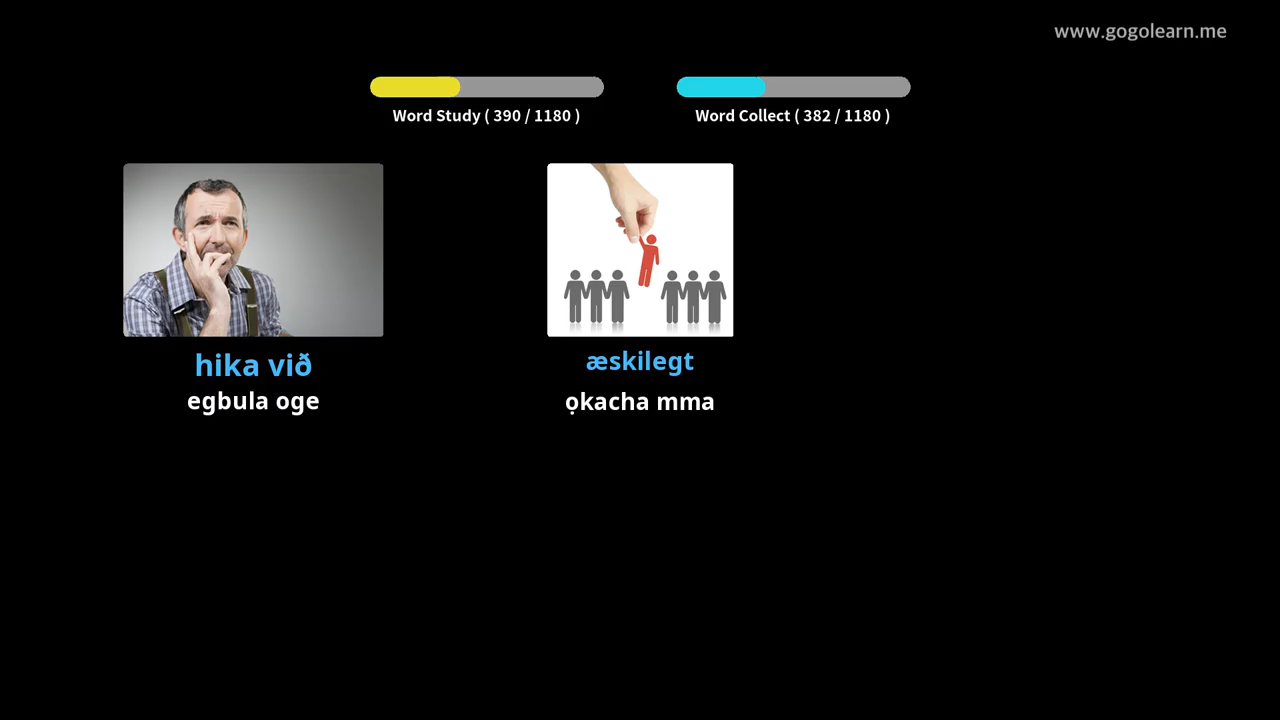 www.gogolearn.me
Word Study ( 390 / 1180 )
Word Collect ( 382 / 1180 )
hika við
egbula oge
æskilegt
ọkacha mma